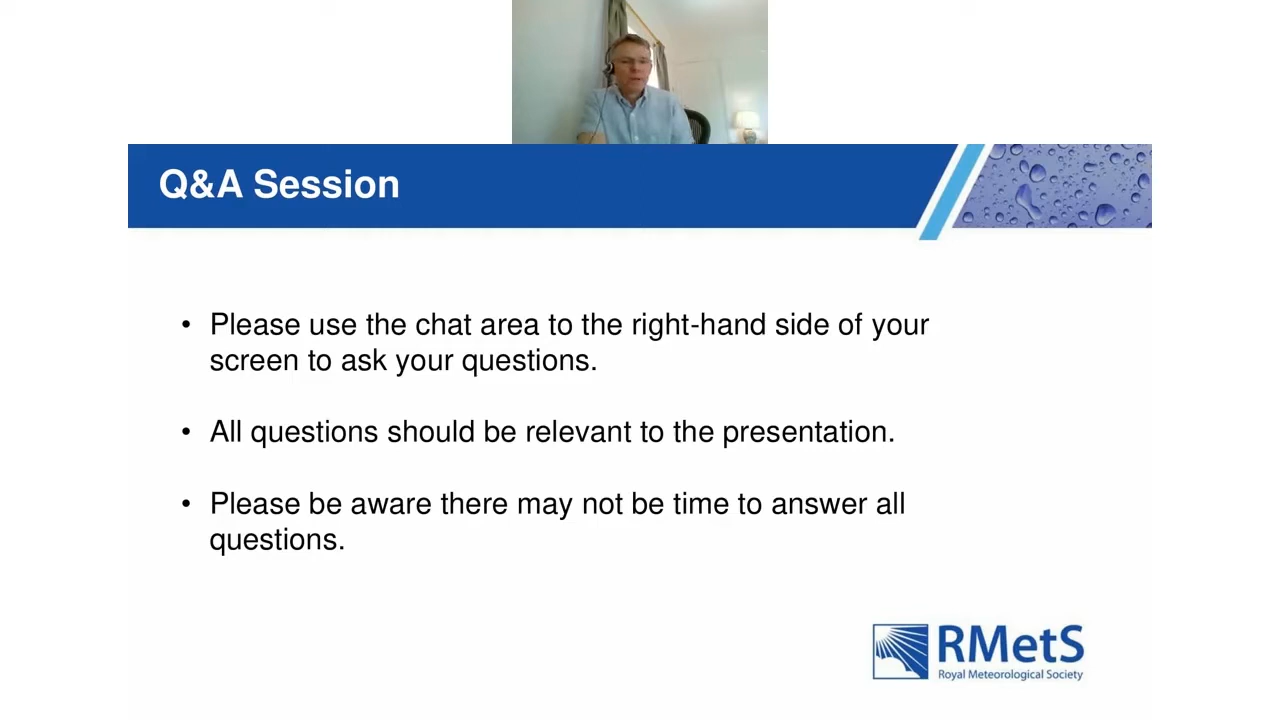 Q&A Session
• Please use the chat area to the right-hand side of your
screen to ask your questions.
• All questions should be relevant to the presentation.
• Please be aware there may not be time to answer all
questions.
RMetS
Royal Meteorological Society